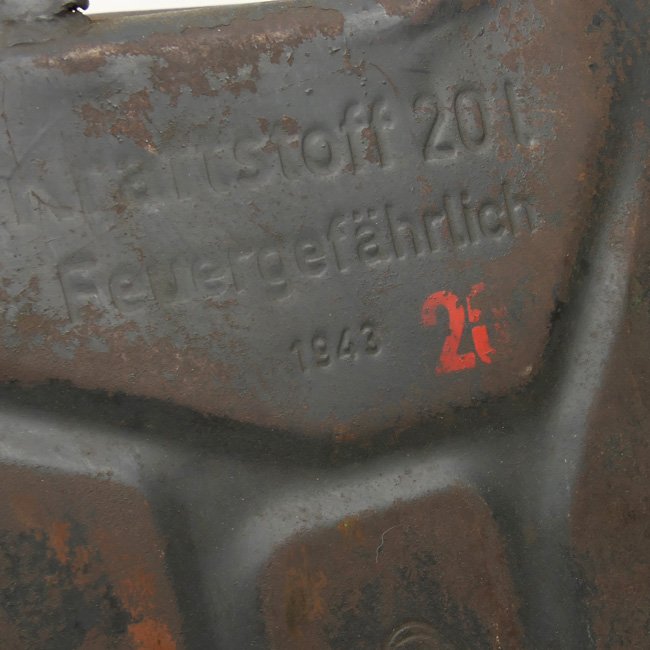 Kraftstoff 20 l
Feuergefährlich
1943